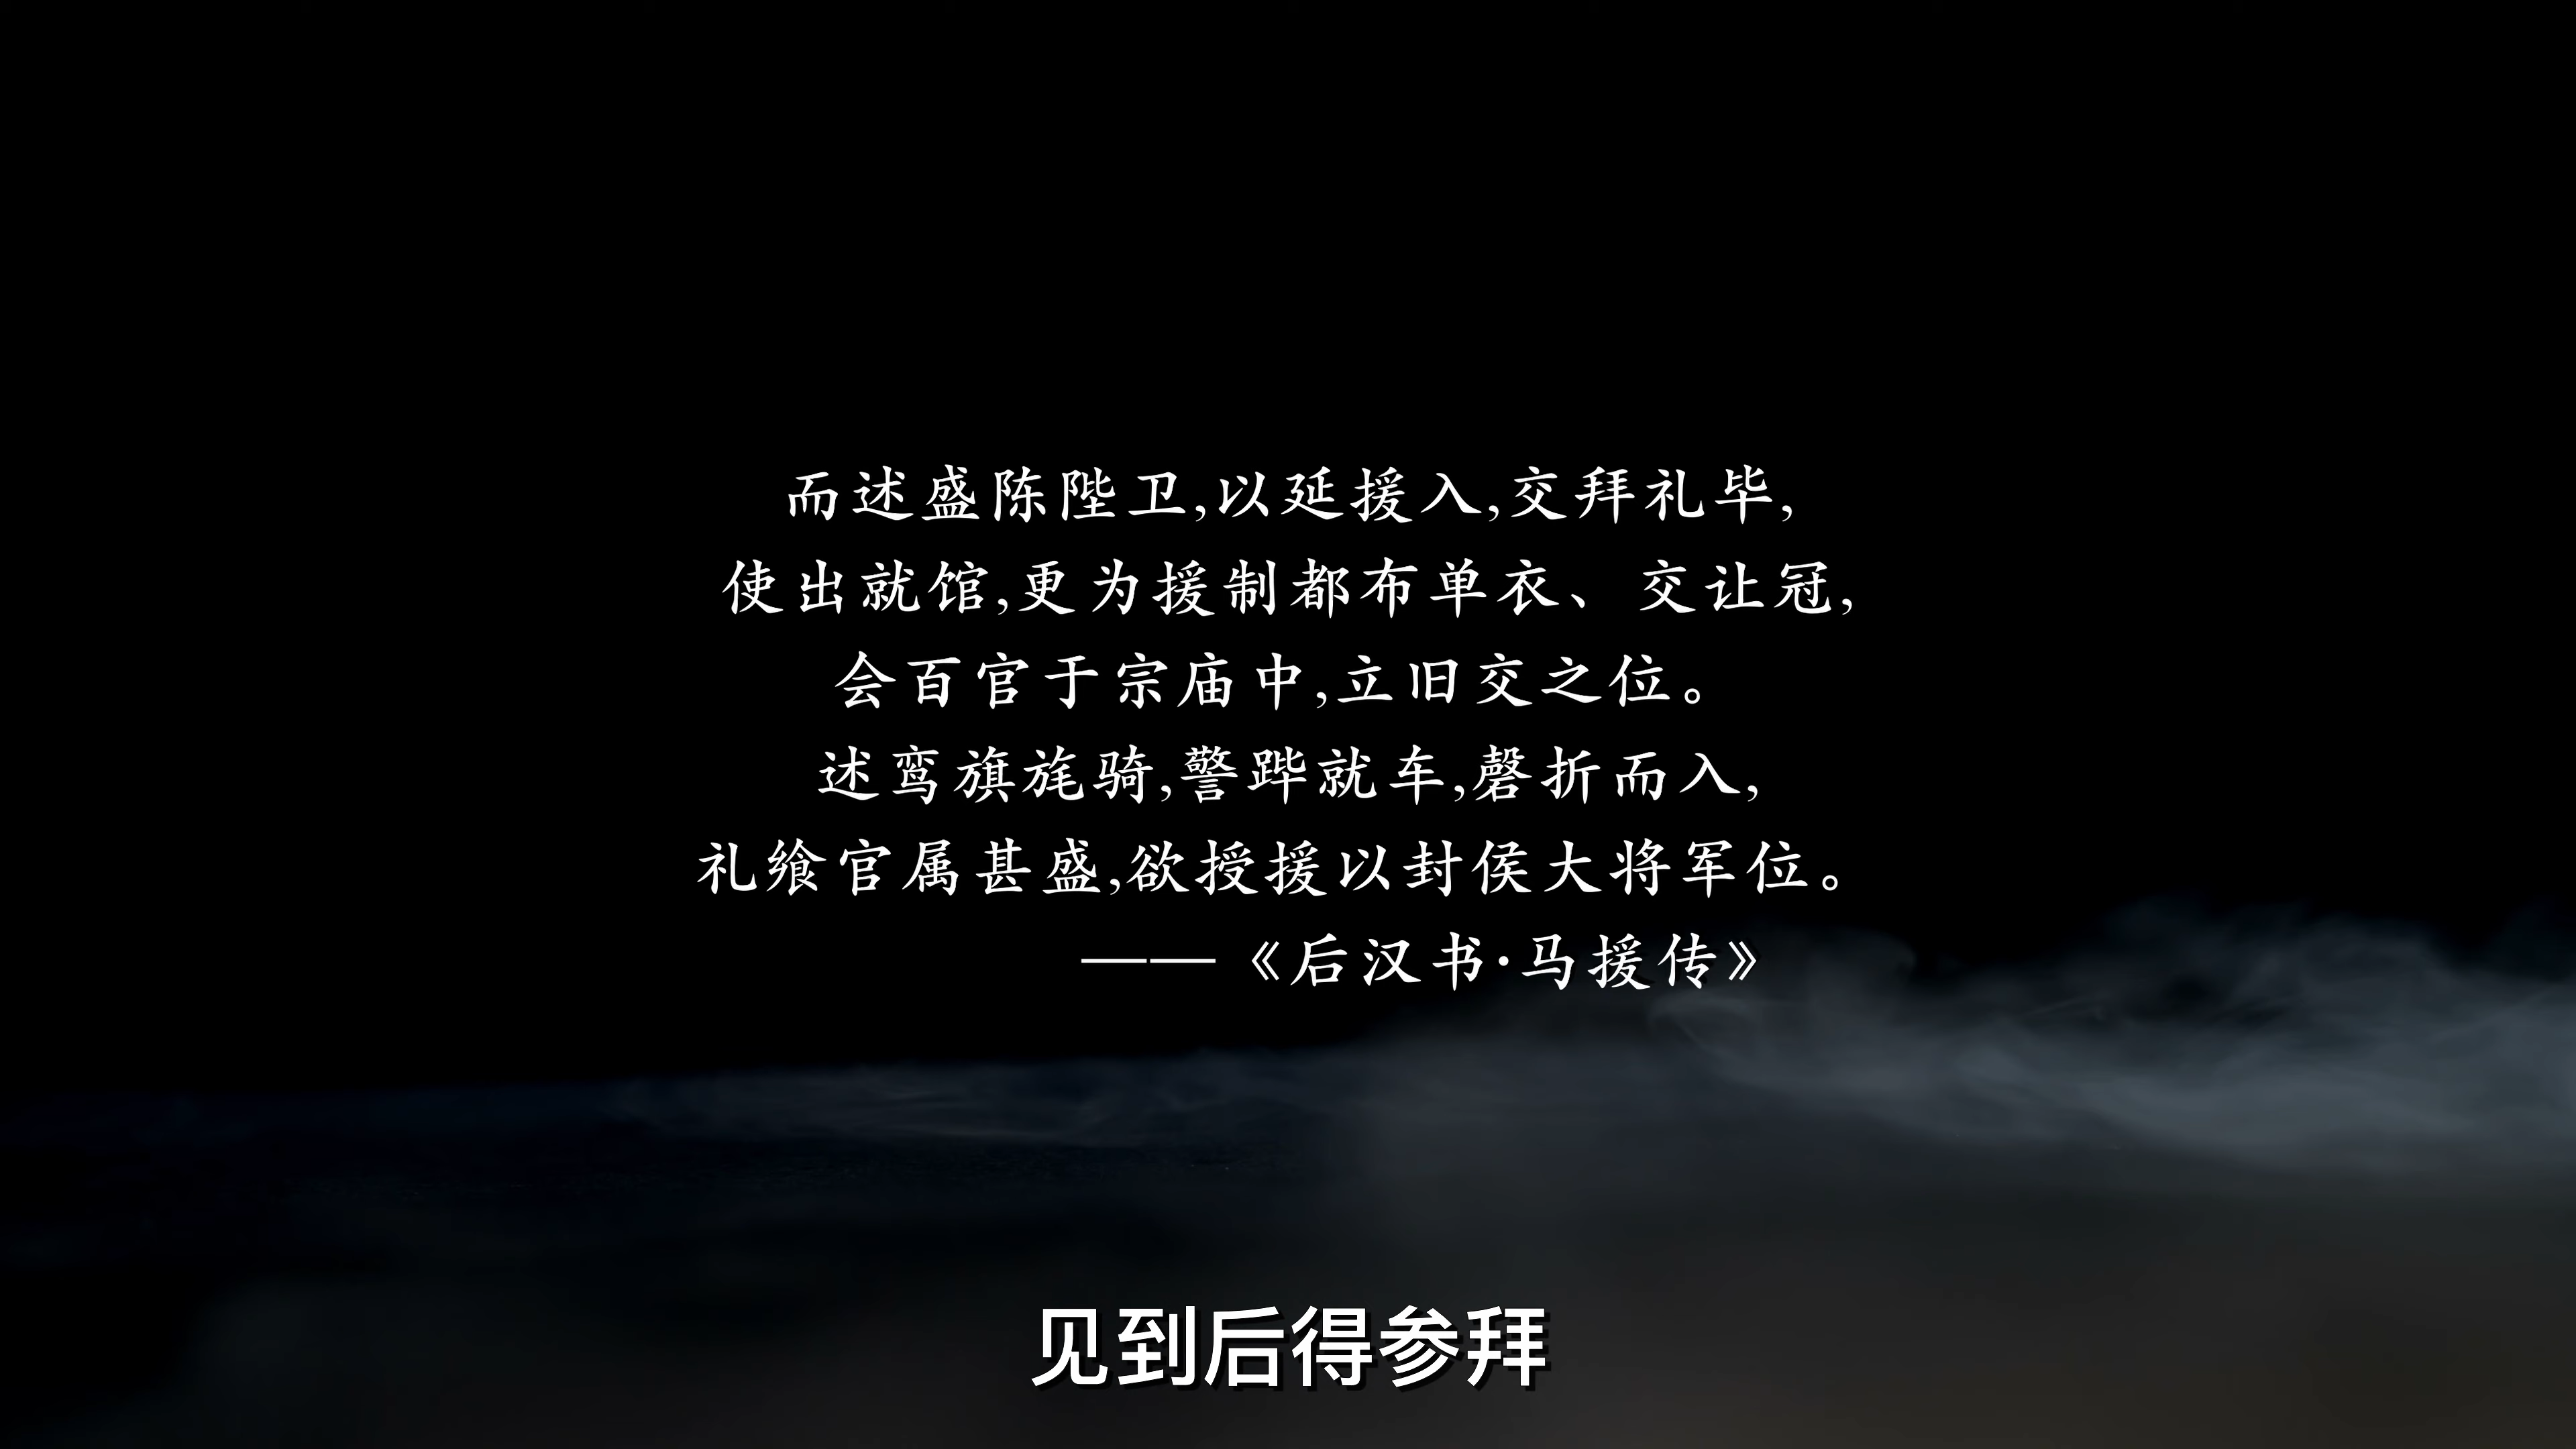 而述盛陈陛卫,以延援入,交拜礼毕,
使出就馆,更为援制都布单衣、交让冠,
会百官于宗庙中,立旧交之位。
述鸾旗旄骑,警跸就车,磬折而入,
礼飨官属甚盛,欲授援以封侯大将军位。
——《后汉书·马援传》
见到后得参拜